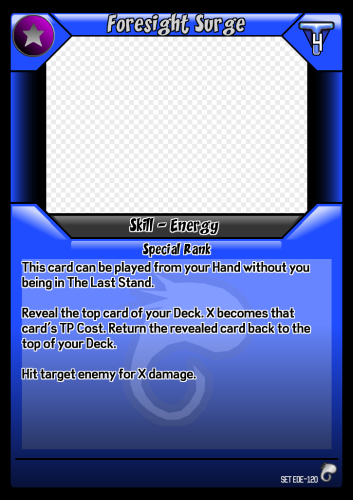 Foresight Surge
4
Skill - Energy
Special Rank
This card can be played from your Hand without you
being in The Last Stand.
Reveal the top card of your Deck. X becomes that
card's TP Cost. Return the revealed card back to the
top of your Deck.
Hit target enemy for X damage.
SET EDE-120